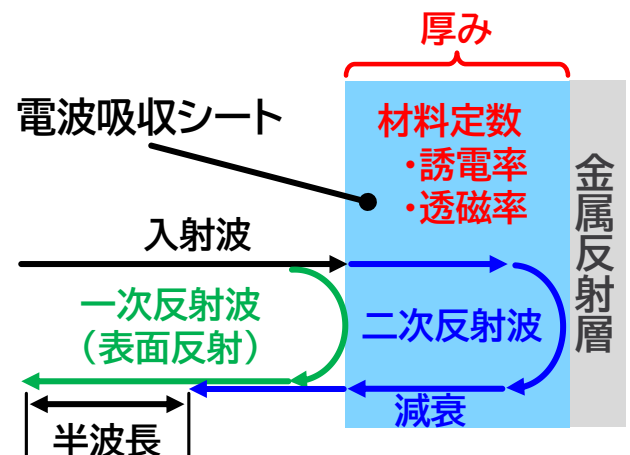 厚み
電波吸収シート
材料定数
・誘電率
・透磁率
金属反射層
入射波
一次反射波
（表面反射）
二次反射波
減衰
半波長